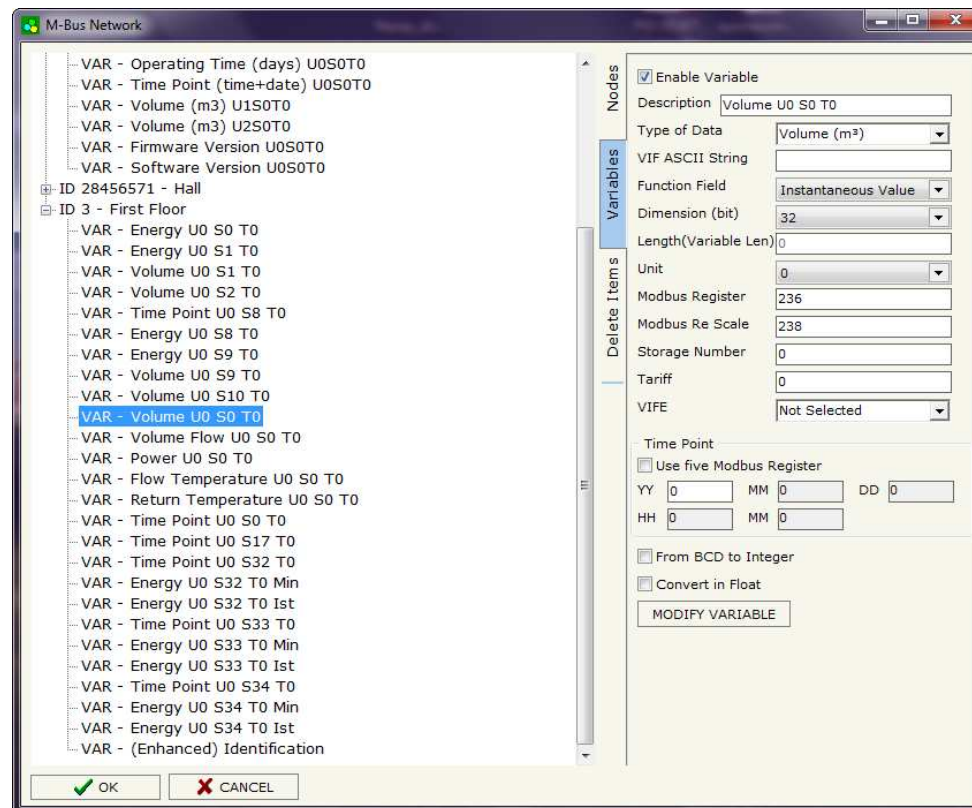 M-Bus Network
VAR - Operating Time (days) U0S0T0
VAR - Time Point (time+date) U0S0T0
VAR - Volume (m3) U1S0T0
VAR - Volume (m3) U2S0T0
VAR - Firmware Version U0S0T0
VAR - Software Version U0S0T0
ID 28456571 - Hall
ID 3 - First Floor
VAR - Energy U0 S0 T0
VAR - Energy U0 S1 T0
VAR - Volume U0 S1 T0
VAR - Volume U0 S2 T0
VAR - Time Point U0 S8 T0
VAR - Energy U0 S8 T0
VAR - Energy U0 S9 T0
VAR - Volume U0 S9 T0
VAR - Volume U0 S10 T0
VAR - Volume U0 S0 T0
VAR - Volume Flow U0 S0 T0
VAR - Power U0 S0 T0
VAR - Flow Temperature U0 S0 T0
VAR - Return Temperature U0 S0 T0
VAR - Time Point U0 S0 T0
VAR - Time Point U0 S17 T0
VAR - Time Point U0 S32 T0
VAR - Energy U0 S32 T0 Min
VAR - Energy U0 S32 T0 Ist
VAR - Time Point U0 S33 T0
VAR - Energy U0 S33 T0 Min
VAR - Energy U0 S33 T0 Ist
VAR - Time Point U0 S34 T0
VAR - Energy U0 S34 T0 Min
VAR - Energy U0 S34 T0 Ist
VAR - (Enhanced) Identification
Nodes
Variables
Delete Items
Enable Variable
Description Volume U0 S0 T0
Type of Data Volume (m³)
VIF ASCII String
Function Field Instantaneous Value
Dimension (bit) 32
Length(Variable Len) 0
Unit 0
Modbus Register 236
Modbus Re Scale 238
Storage Number 0
Tariff 0
VIFE Not Selected
Time Point
Use five Modbus Register
YY 0 MM 0 DD 0
HH 0 MM 0
From BCD to Integer
Convert in Float
MODIFY VARIABLE
OK CANCEL